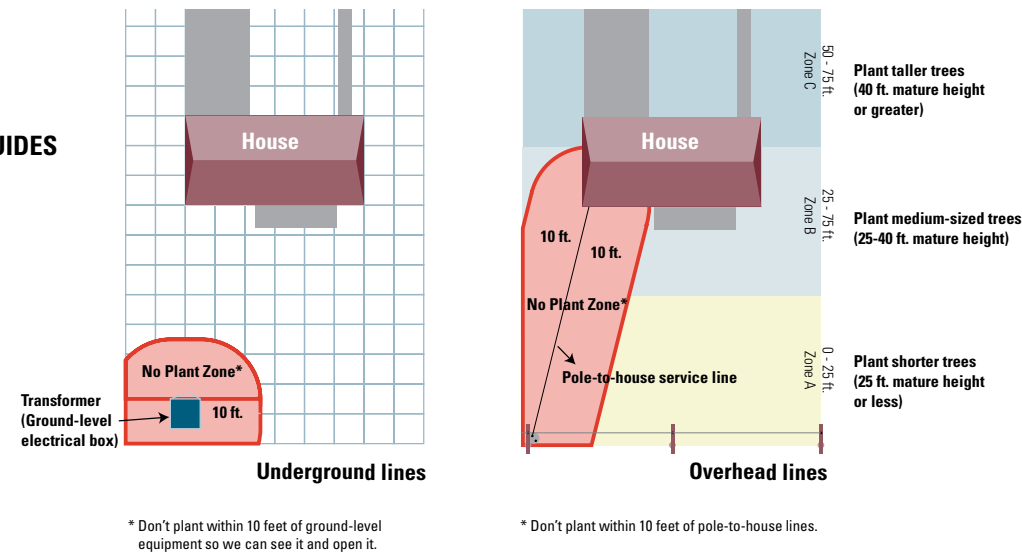 UIDES
House
No Plant Zone*
10 ft.
Transformer
(Ground-level
electrical box)
Underground lines
* Don't plant within 10 feet of ground-level
equipment so we can see it and open it.
House
10 ft.
10 ft.
No Plant Zone*
Pole-to-house service line
Overhead lines
* Don't plant within 10 feet of pole-to-house lines.
50 - 75 ft.
Zone C
Plant taller trees
(40 ft. mature height
or greater)
25 - 75 ft.
Zone B
Plant medium-sized trees
(25-40 ft. mature height)
0 - 25 ft.
Zone A
Plant shorter trees
(25 ft. mature height
or less)